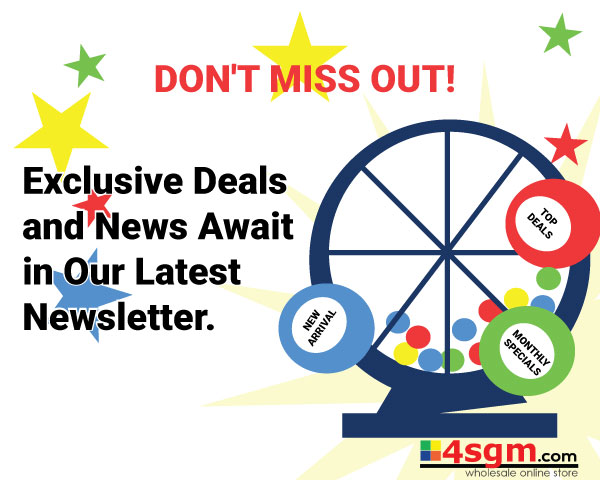 DON'T MISS OUT!
Exclusive Deals
and News Await
in Our Latest
Newsletter.
TOP
DEALS
NEW
ARRIVAL
MONTHLY
SPECIALS
4sgm.com
wholesale online store